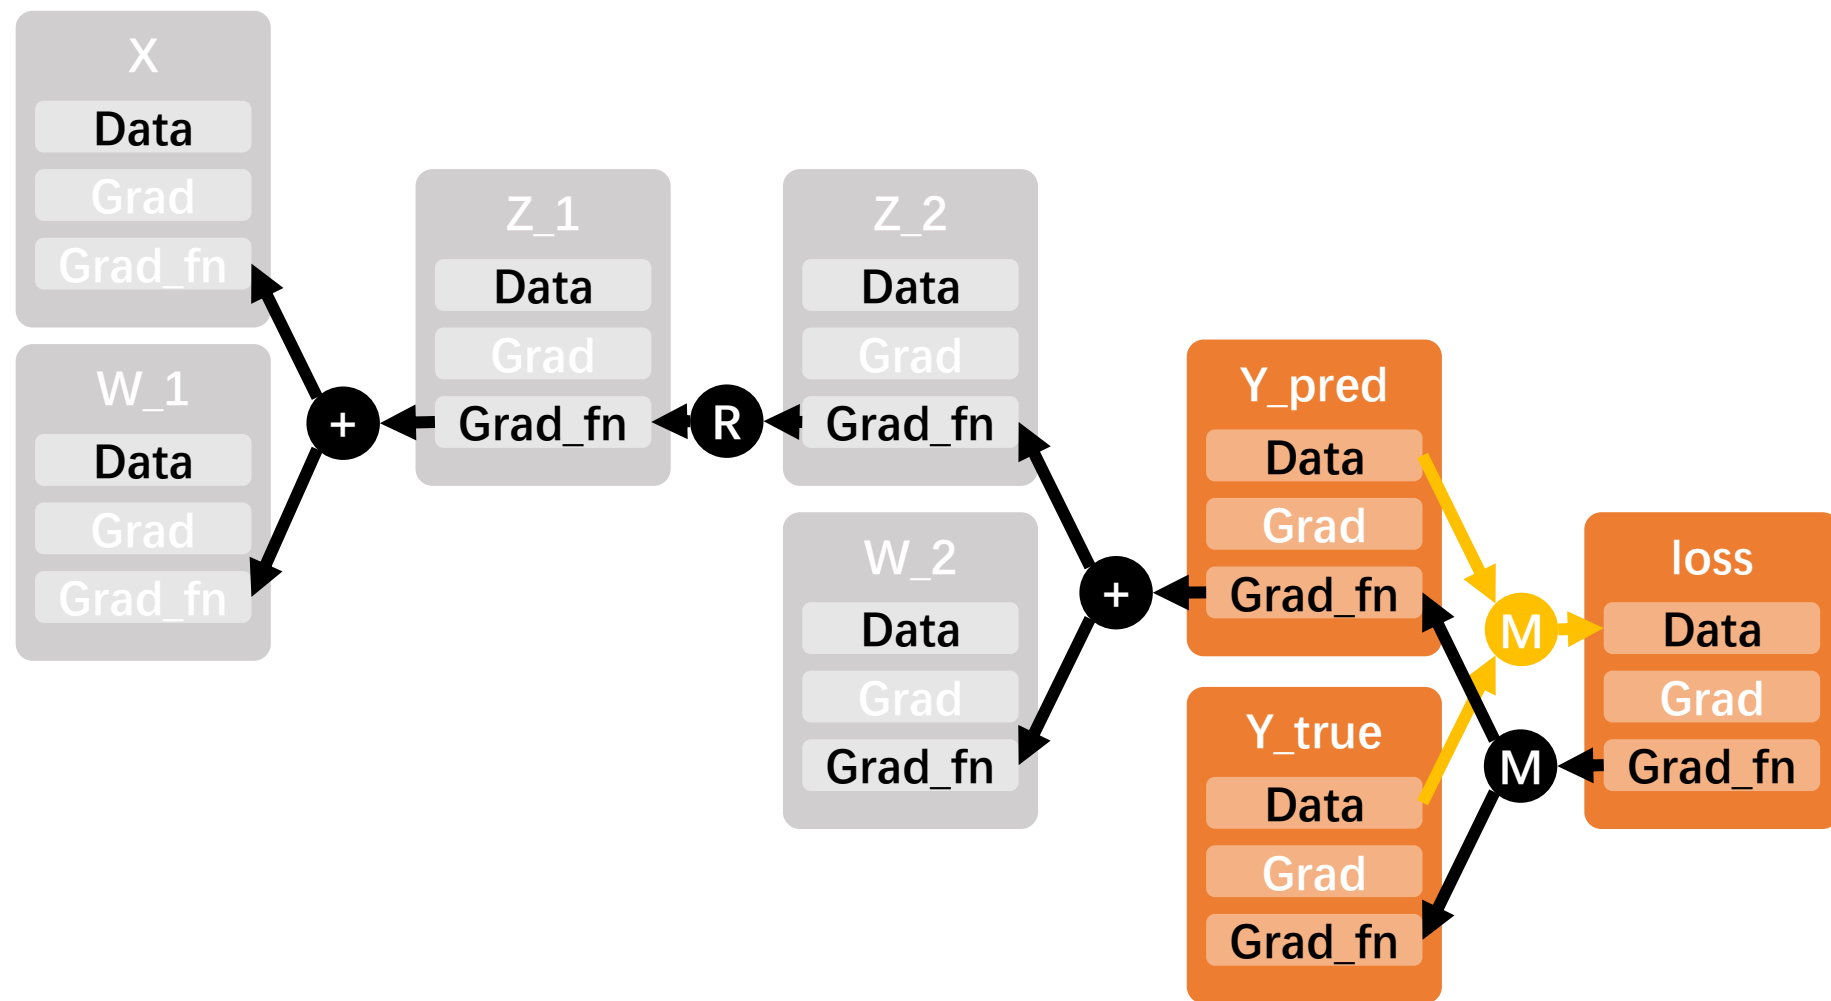 X
Data
Grad
Grad_fn
W_1
Data
Grad
Grad_fn
+
Z_1
Data
Grad
Grad_fn
R
Z_2
Data
Grad
Grad_fn
W_2
Data
Grad
Grad_fn
+
Y_pred
Data
Grad
Grad_fn
Y_true
Data
Grad
Grad_fn
M
M
loss
Data
Grad
Grad_fn